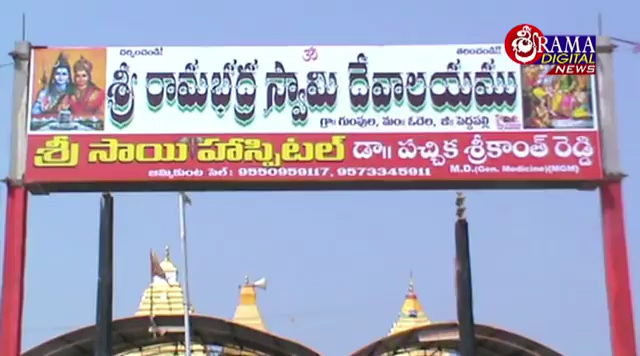 దర్శించండి! ॐ తరించండి!!
శ్రీ రామభద్ర స్వామి దేవాలయము
గ్రా: గుంపుల, మం: ఓదెల, జి: పెద్దపల్లి
శ్రీ సాయి హాస్పిటల్ డా॥ పచ్చిక శ్రీకాంత్ రెడ్డి
జమ్మికుంట సెల్ : 9550959117, 9573345911 M.D.(Gen. Medicine)(MGM)
శ్రీRAMA
DIGITAL
NEWS